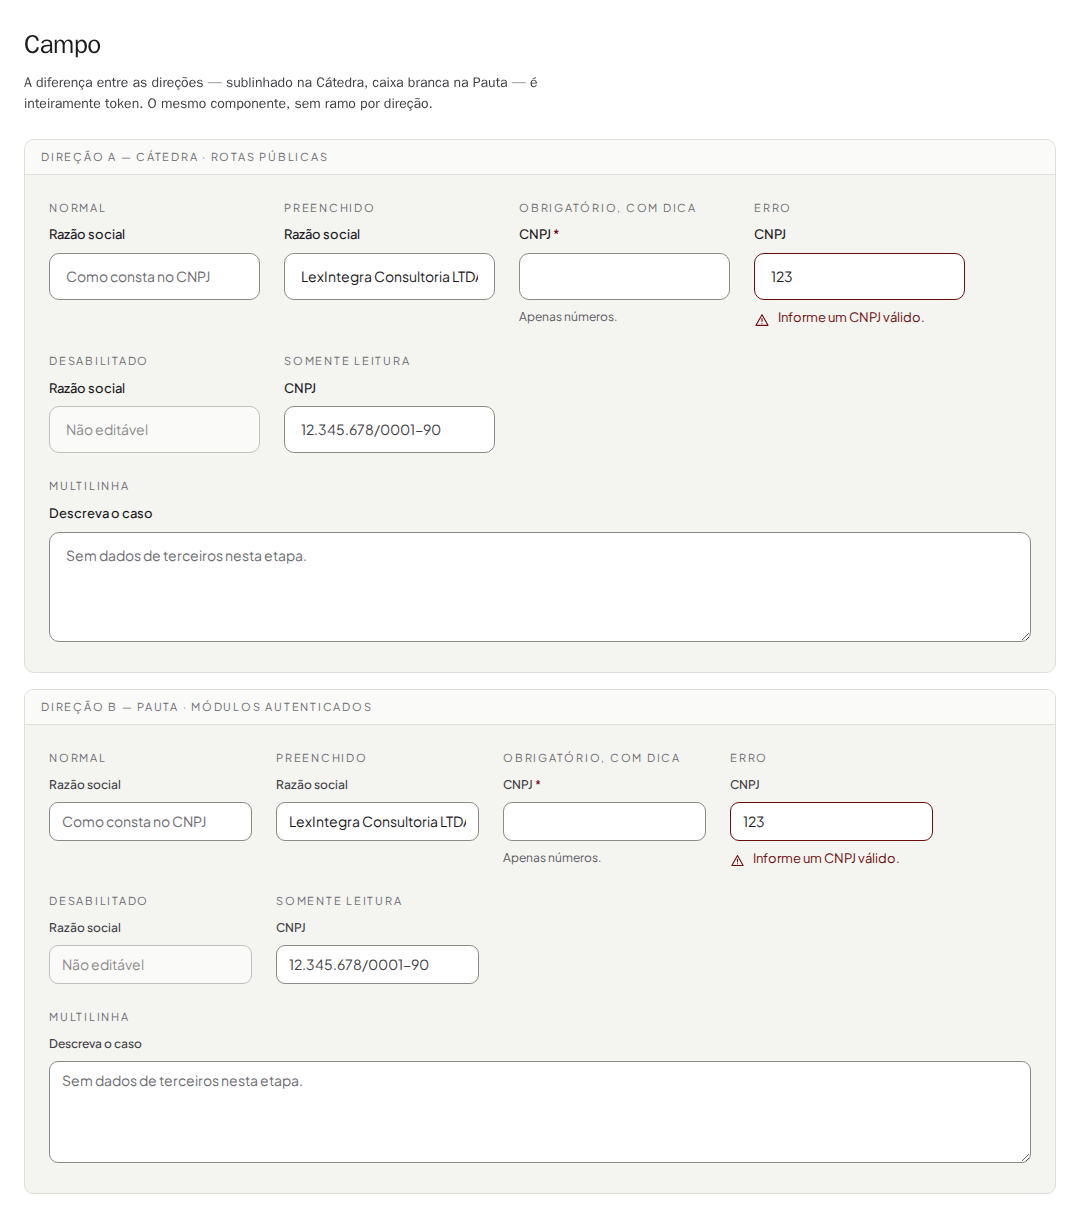 Campo
A diferença entre as direções — sublinhado na Cátedra, caixa branca na Pauta — é
inteiramente token. O mesmo componente, sem ramo por direção.
DIREÇÃO A — CÁTEDRA · ROTAS PÚBLICAS
NORMAL PREENCHIDO OBRIGATÓRIO, COM DICA ERRO
Razão social Razão social CNPJ * CNPJ
Como consta no CNPJ LexIntegra Consultoria LTDA 123
Apenas números. Informe um CNPJ válido.
DESABILITADO SOMENTE LEITURA
Razão social CNPJ
Não editável 12.345.678/0001-90
MULTILINHA
Descreva o caso
Sem dados de terceiros nesta etapa.
DIREÇÃO B — PAUTA · MÓDULOS AUTENTICADOS
NORMAL PREENCHIDO OBRIGATÓRIO, COM DICA ERRO
Razão social Razão social CNPJ * CNPJ
Como consta no CNPJ LexIntegra Consultoria LTDA 123
Apenas números. Informe um CNPJ válido.
DESABILITADO SOMENTE LEITURA
Razão social CNPJ
Não editável 12.345.678/0001-90
MULTILINHA
Descreva o caso
Sem dados de terceiros nesta etapa.